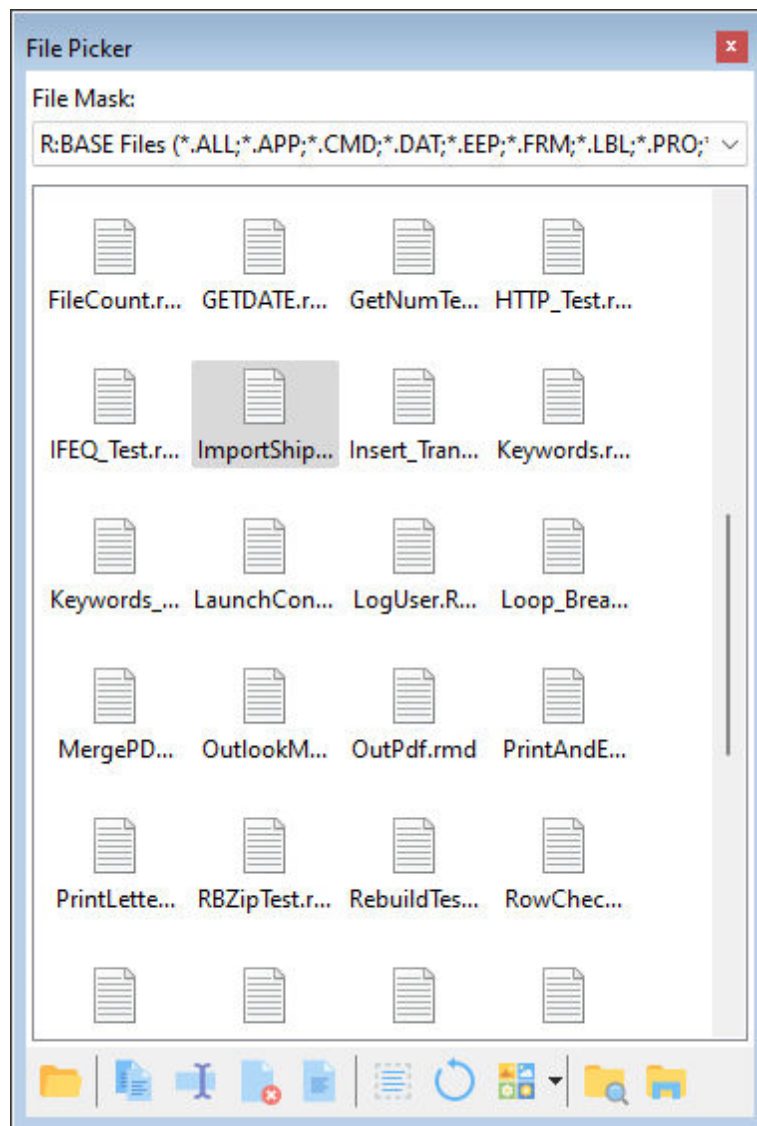 File Picker
File Mask:
R:BASE Files (*.ALL;*.APP;*.CMD;*.DAT;*.EEP;*.FRM;*.LBL;*.PRO;*
FileCount.r... GETDATE.r... GetNumTe... HTTP_Test.r...
IFEQ_Test.r... ImportShip... Insert_Tran... Keywords.r...
Keywords_... LaunchCon... LogUser.R... Loop_Brea...
MergePD... OutlookM... OutPdf.rmd PrintAndE...
PrintLette... RBZipTest.r... RebuildTes... RowChec...